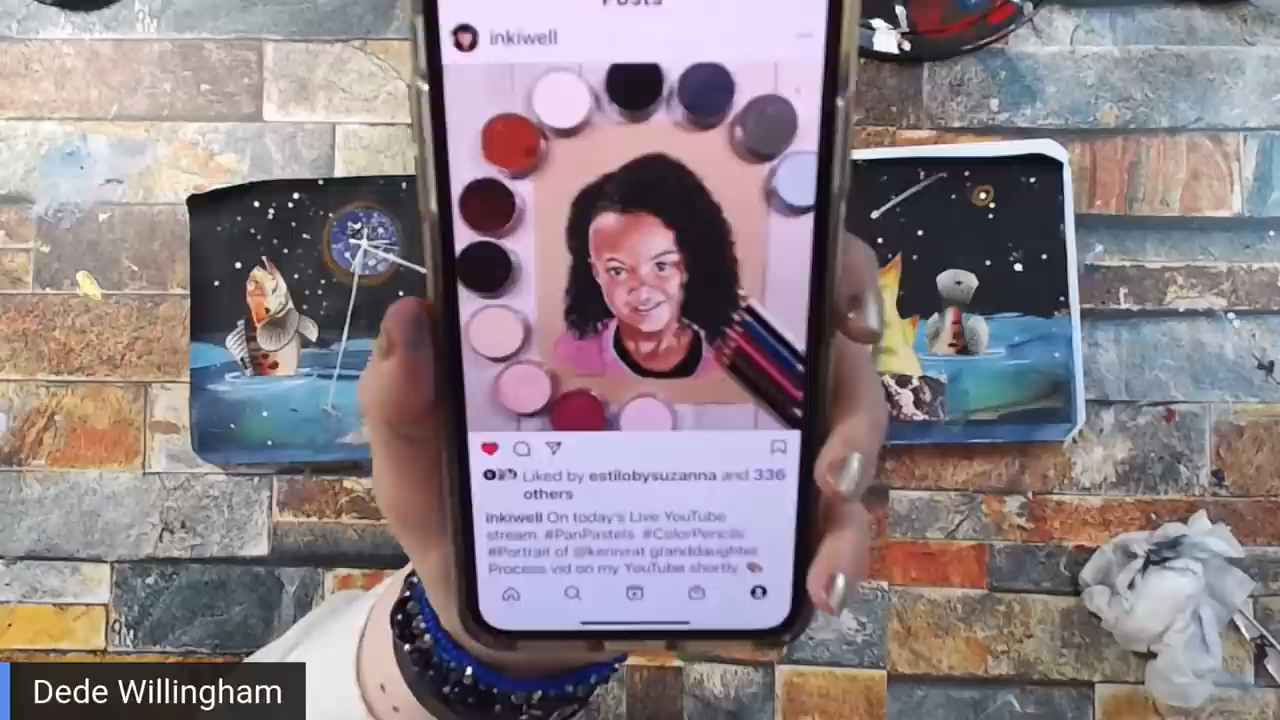 Posts
inkiwell
Liked by estilobysuzanna and 336
others
inkiwell On today's Live YouTube
stream. #PanPastels #ColorPencils
#Portrait of granddaughter
Process vid on my YouTube shortly. 🎨
Dede Willingham